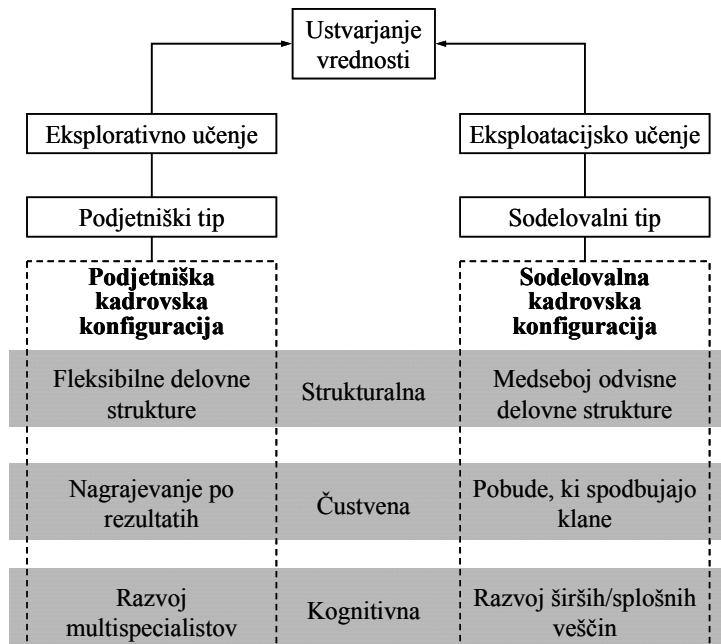 Ustvarjanje
vrednosti
Eksplorativno učenje
Eksploatacijsko učenje
Podjetniški tip
Sodelovalni tip
Podjetniška
kadrovska
konfiguracija
Sodelovalna
kadrovska
konfiguracija
Fleksibilne delovne
strukture
Strukturalna
Medseboj odvisne
delovne strukture
Nagrajevanje po
rezultatih
Čustvena
Pobude, ki spodbujajo
klane
Razvoj
multispecialistov
Kognitivna
Razvoj širših/splošnih
veščin